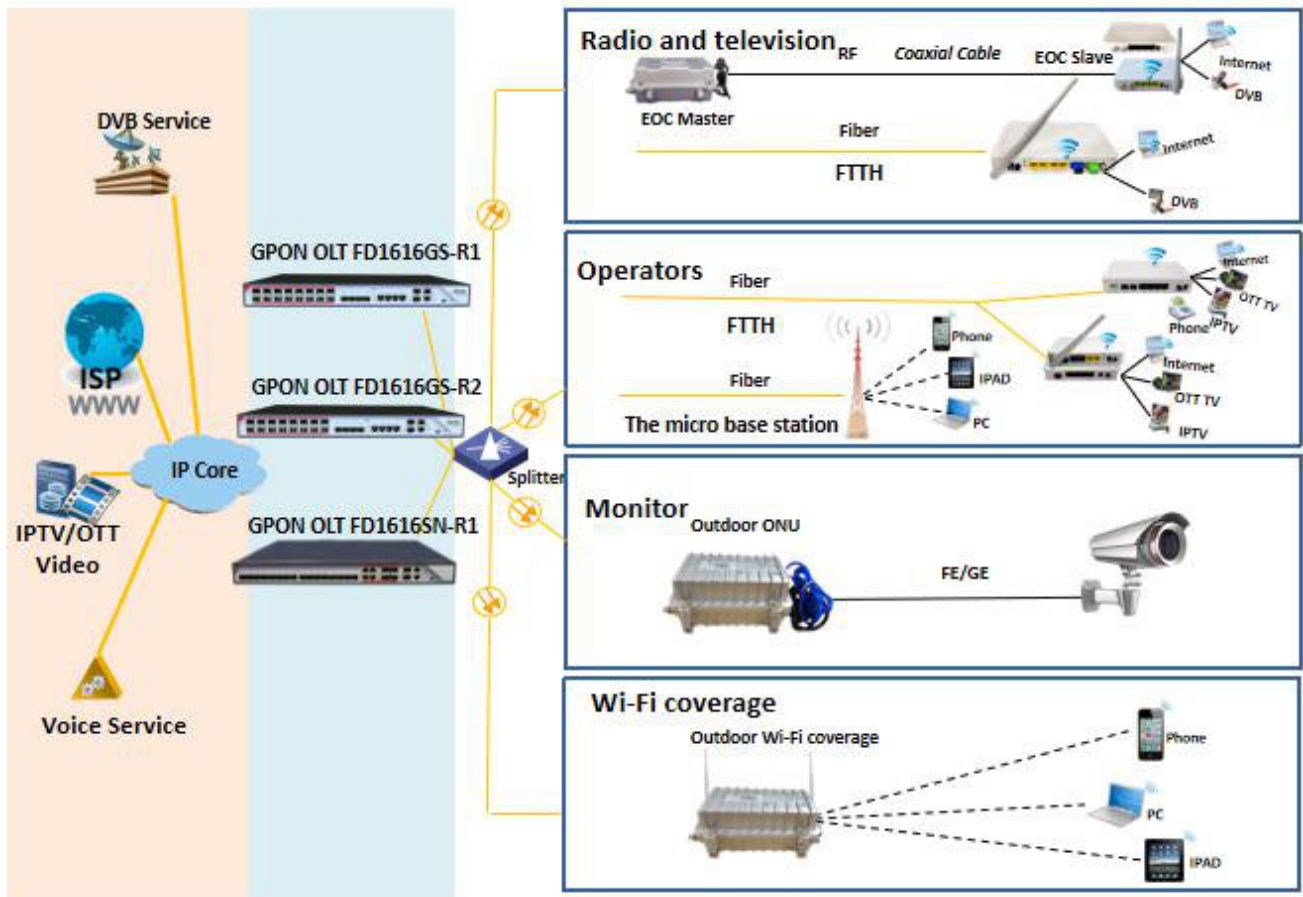 DVB Service
ISP
WWW
IP Core
IPTV/OTT
Video
Voice Service
GPON OLT FD1616GS-R1
GPON OLT FD1616GS-R2
GPON OLT FD1616SN-R1
Splitter
Radio and television
RF
Coaxial Cable
EOC Slave
Internet
DVB
EOC Master
Fiber
FTTH
Internet
DVB
Operators
Fiber
FTTH
Internet
OTT TV
IPTV
Phone
Phone
IPAD
PC
Fiber
The micro base station
Internet
OTT TV
IPTV
Monitor
Outdoor ONU
FE/GE
Wi-Fi coverage
Outdoor Wi-Fi coverage
Phone
PC
IPAD